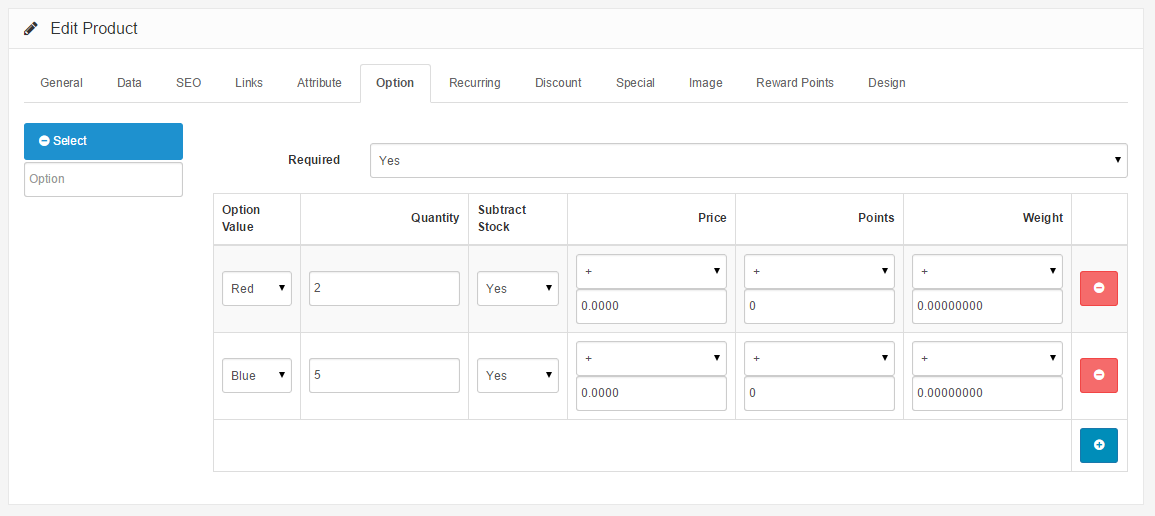 Edit Product
General Data SEO Links Attribute Option Recurring Discount Special Image Reward Points Design
Select
Option
Required Yes
Option Value Quantity Subtract Stock Price Points Weight
Red 2 Yes + + +
0.0000 0 0.00000000
Blue 5 Yes + + +
0.0000 0 0.00000000